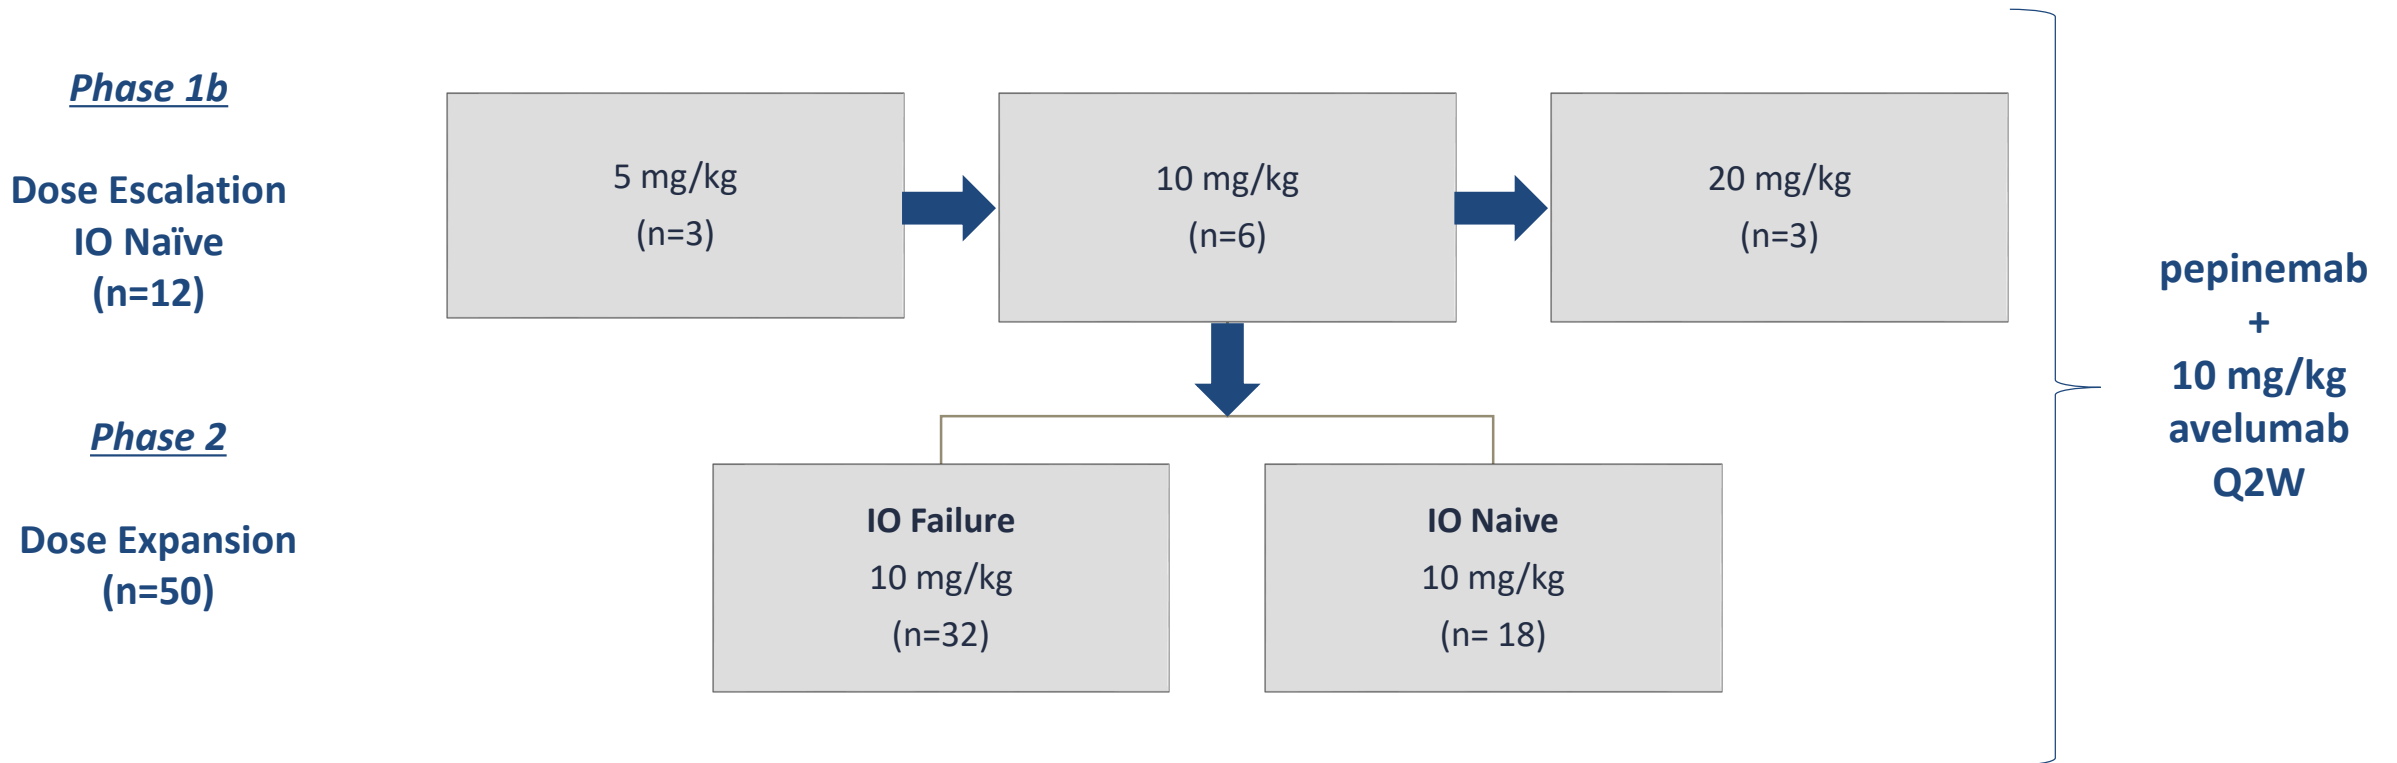 Phase 1b
Dose Escalation
IO Naïve
(n=12)
5 mg/kg
(n=3)
10 mg/kg
(n=6)
20 mg/kg
(n=3)
Phase 2
Dose Expansion
(n=50)
IO Failure
10 mg/kg
(n=32)
IO Naive
10 mg/kg
(n= 18)
pepinemab
+
10 mg/kg
avelumab
Q2W